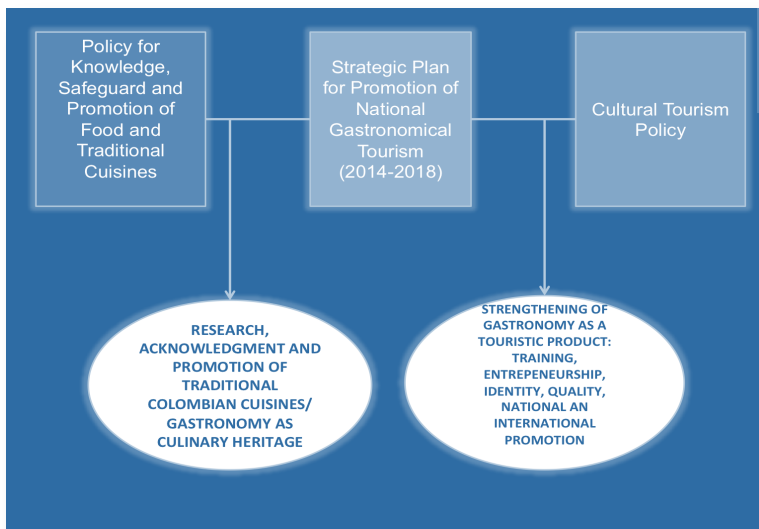 Policy for
Knowledge,
Safeguard and
Promotion of
Food and
Traditional
Cuisines
Strategic Plan
for Promotion of
National
Gastronomical
Tourism
(2014-2018)
Cultural Tourism
Policy
RESEARCH,
ACKNOWLEDGMENT AND
PROMOTION OF
TRADITIONAL
COLOMBIAN CUISINES/
GASTRONOMY AS
CULINARY HERITAGE
STRENGTHENING OF
GASTRONOMY AS A
TOURISTIC PRODUCT:
TRAINING,
ENTREPENEURSHIP,
IDENTITY, QUALITY,
NATIONAL AN
INTERNATIONAL
PROMOTION